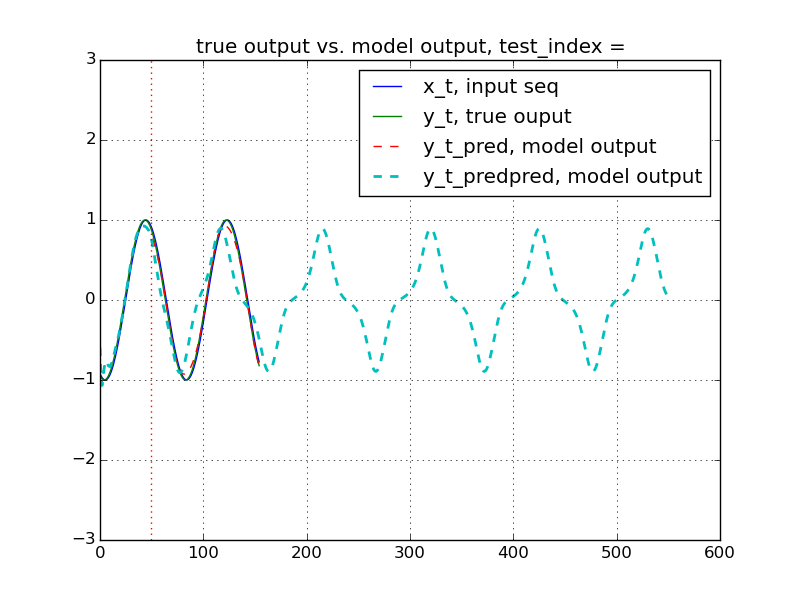 true output vs. model output, test_index =
x_t, input seq
y_t, true ouput
y_t_pred, model output
y_t_predpred, model output
3
2
1
0
−1
−2
−3
0 100 200 300 400 500 600